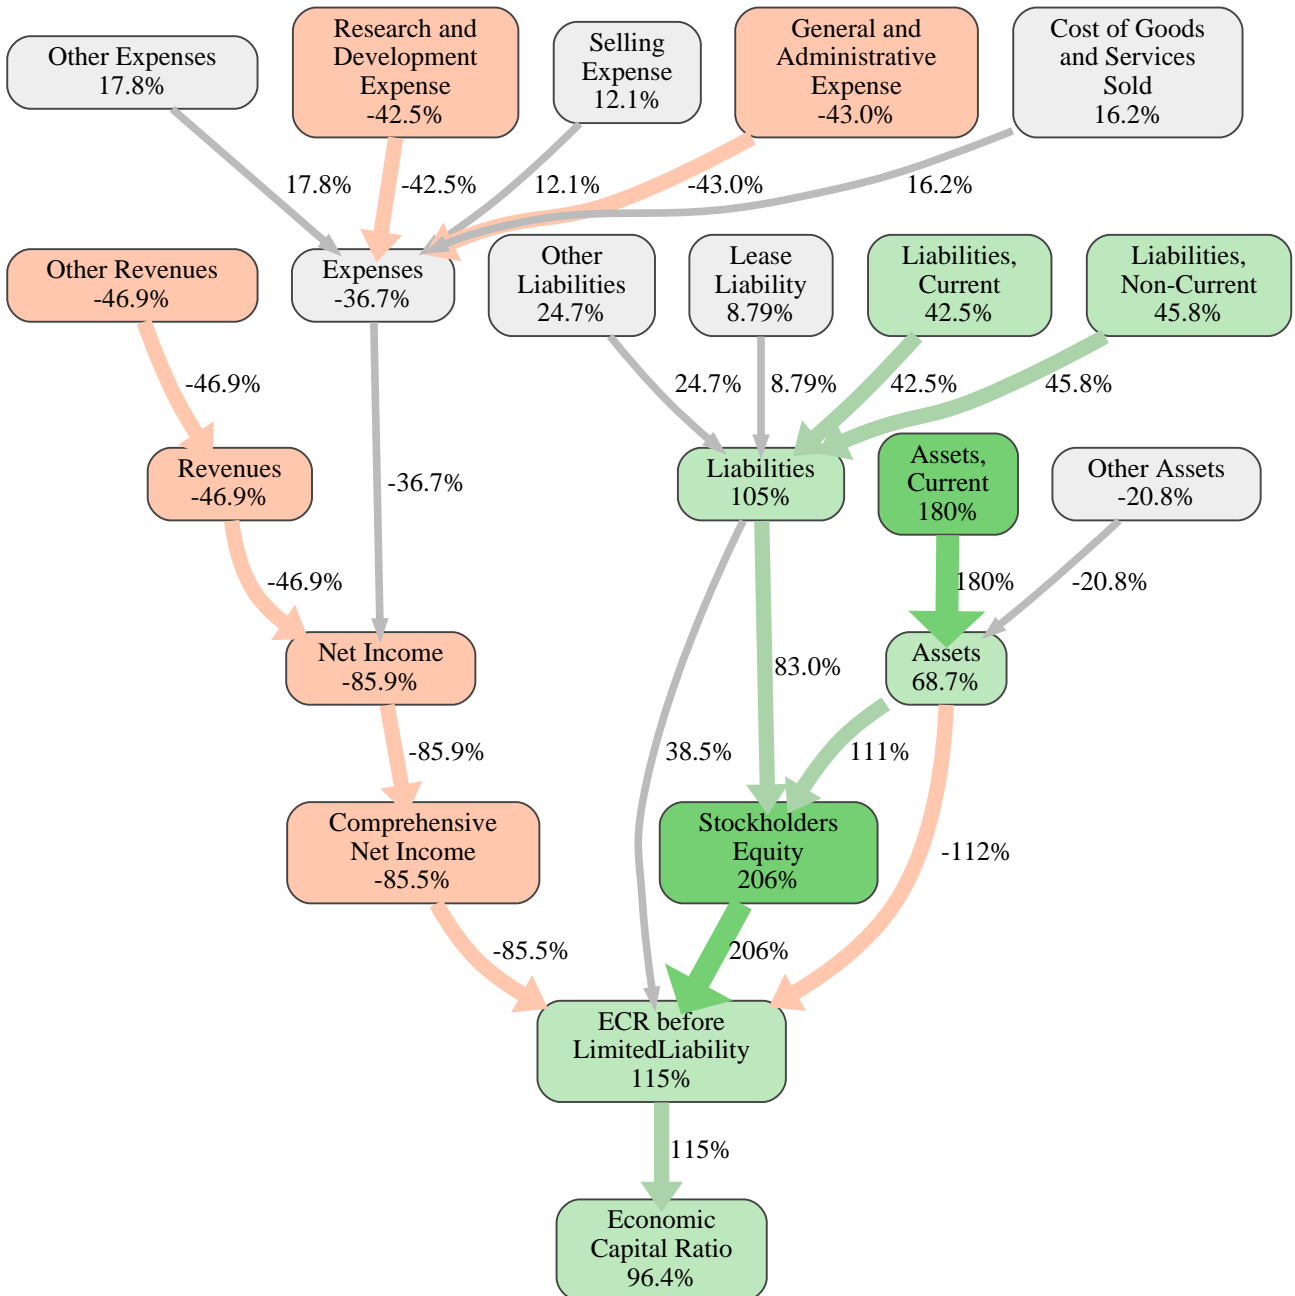 Other Expenses
17.8%
Research and
Development
Expense
-42.5%
Selling
Expense
12.1%
General and
Administrative
Expense
-43.0%
Cost of Goods
and Services
Sold
16.2%
17.8%
-42.5%
12.1%
-43.0%
16.2%
Other Revenues
-46.9%
Expenses
-36.7%
Other
Liabilities
24.7%
Lease
Liability
8.79%
Liabilities,
Current
42.5%
Liabilities,
Non-Current
45.8%
-46.9%
24.7%
8.79%
42.5%
45.8%
Revenues
-46.9%
-36.7%
Liabilities
105%
Assets,
Current
180%
Other Assets
-20.8%
-46.9%
180%
-20.8%
Net Income
-85.9%
83.0%
Assets
68.7%
-85.9%
38.5%
111%
Comprehensive
Net Income
-85.5%
Stockholders
Equity
206%
-112%
-85.5%
206%
ECR before
LimitedLiability
115%
115%
Economic
Capital Ratio
96.4%